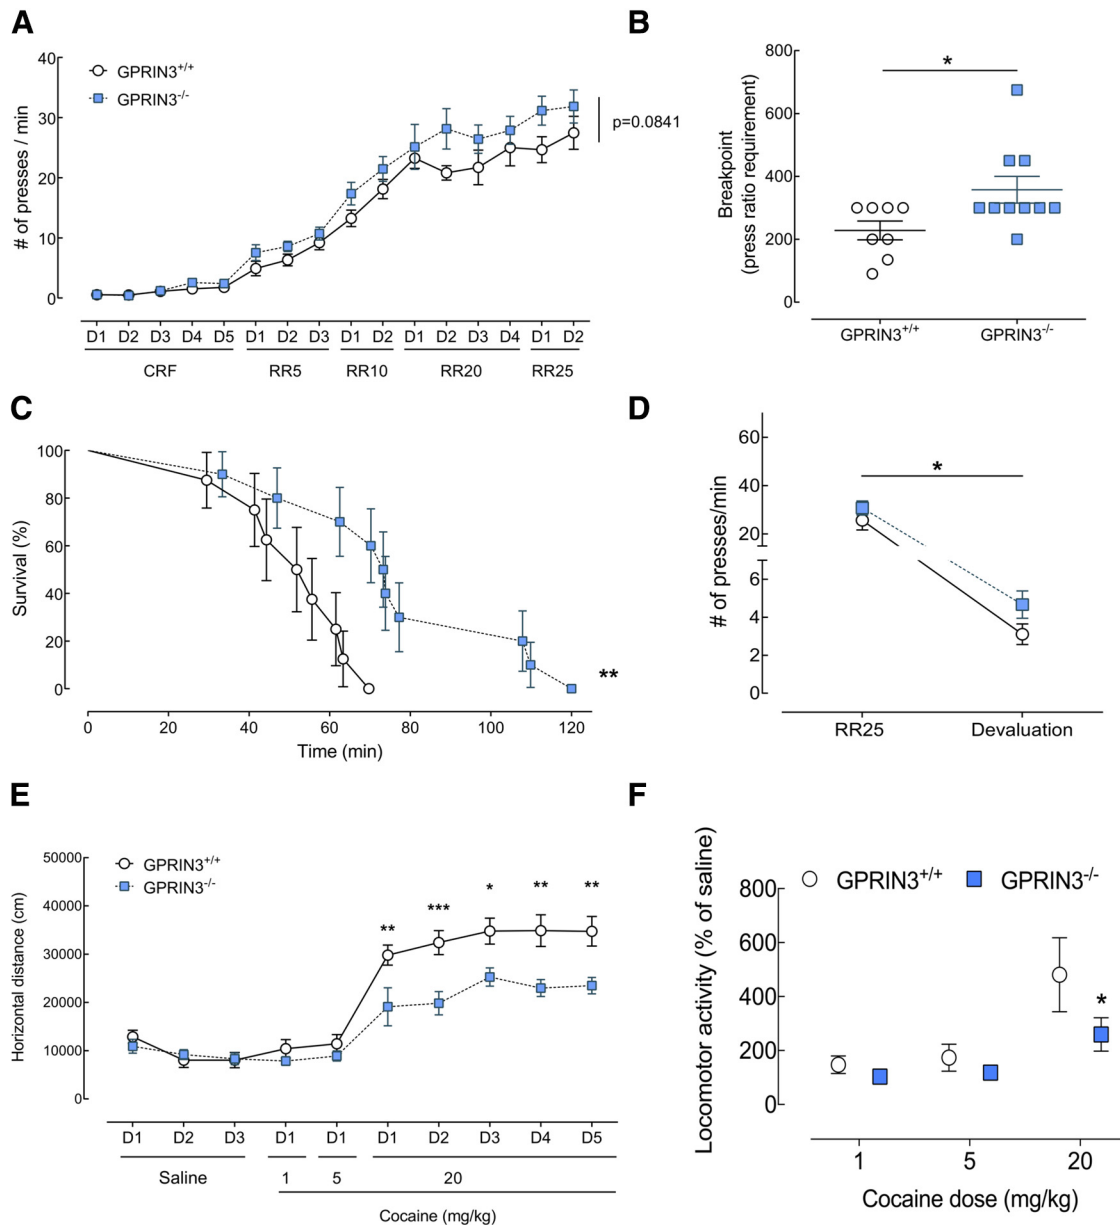 A
GPRIN3+/+
GPRIN3-/-
40
30
20
10
0
# of presses / min
p=0.0841
D1 D2 D3 D4 D5 D1 D2 D3 D1 D2 D1 D2 D3 D4 D1 D2
CRF RR5 RR10 RR20 RR25
B
800
600
400
200
0
Breakpoint
(press ratio requirement)
*
GPRIN3+/+ GPRIN3-/-
C
100
80
60
40
20
0
Survival (%)
**
0 20 40 60 80 100 120
Time (min)
D
60
40
20
6
4
2
0
# of presses/min
*
RR25 Devaluation
E
GPRIN3+/+
GPRIN3-/-
50000
40000
30000
20000
10000
0
Horizontal distance (cm)
** *** * ** **
D1 D2 D3 D1 D1 D1 D2 D3 D4 D5
Saline 1 5 20
Cocaine (mg/kg)
F
GPRIN3+/+ GPRIN3-/-
800
600
400
200
0
Locomotor activity (% of saline)
*
1 5 20
Cocaine dose (mg/kg)